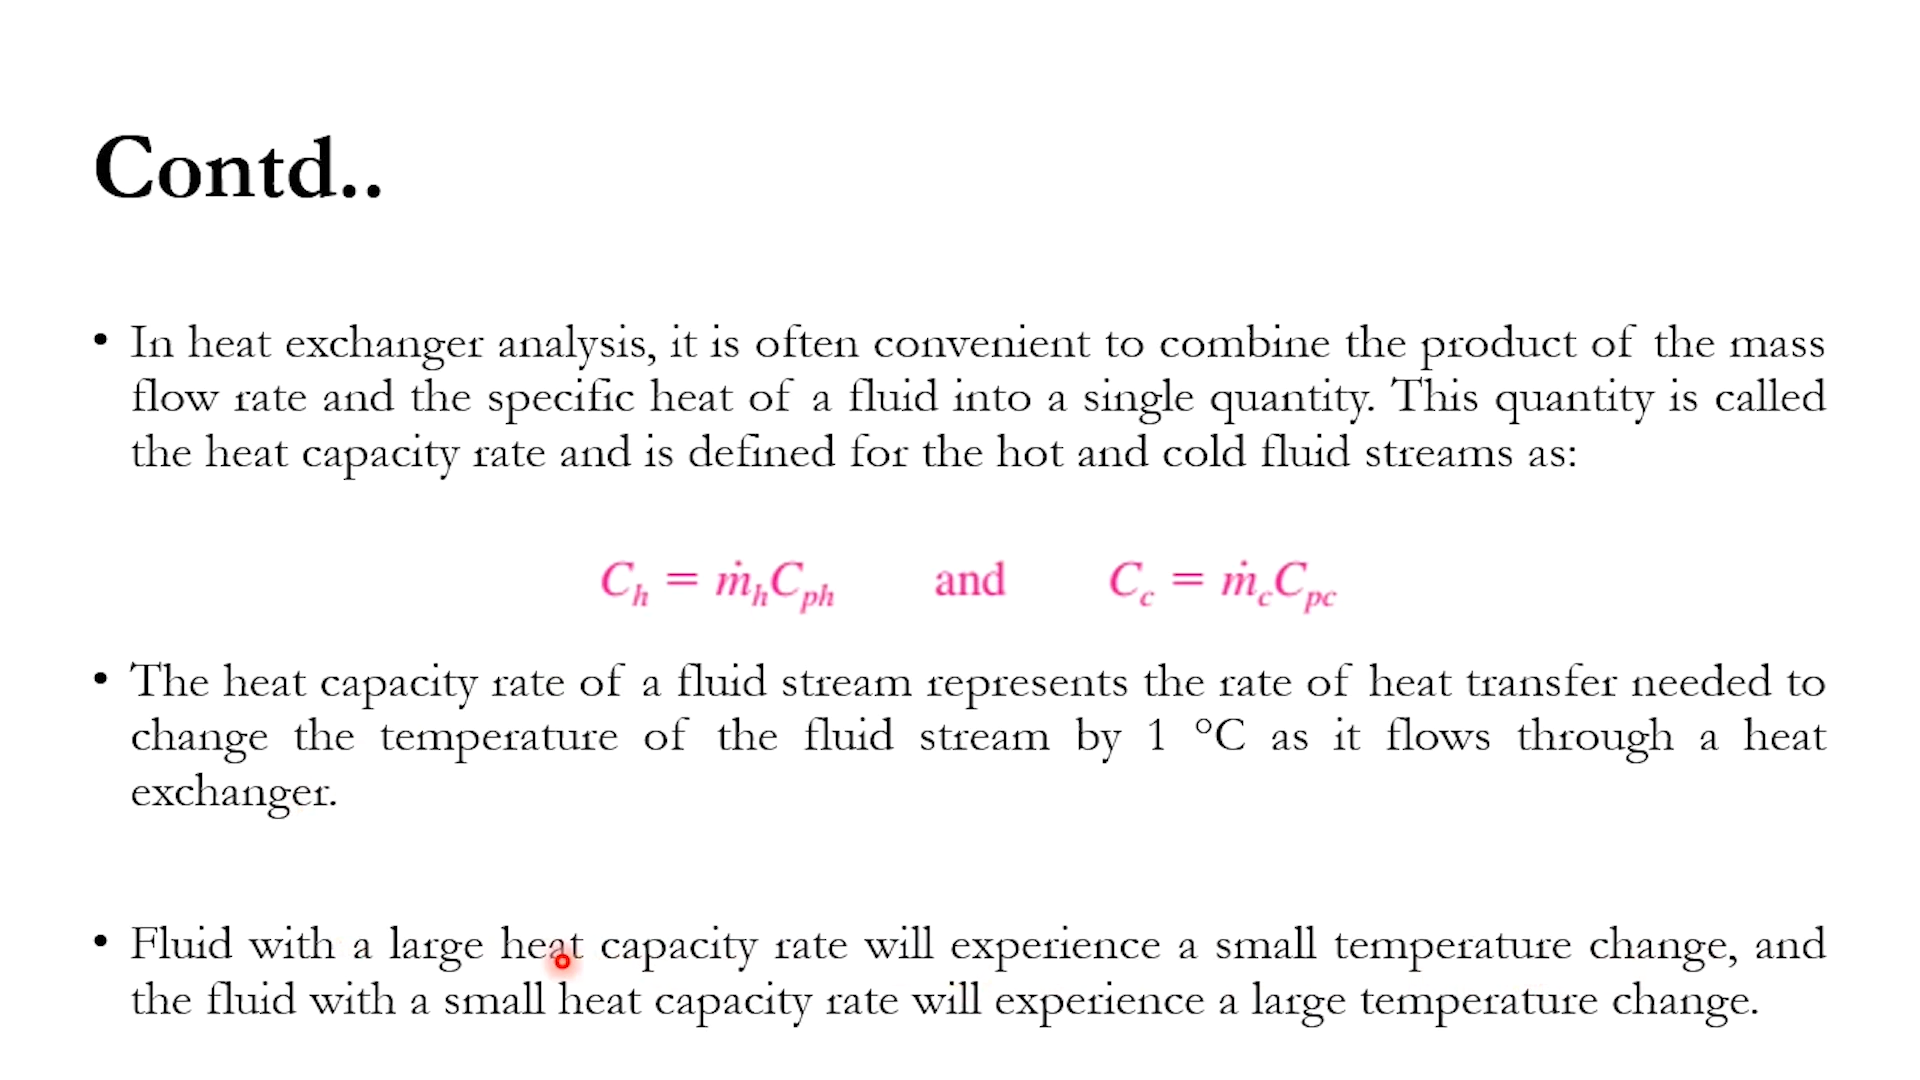 Contd..
• In heat exchanger analysis, it is often convenient to combine the product of the mass
flow rate and the specific heat of a fluid into a single quantity. This quantity is called
the heat capacity rate and is defined for the hot and cold fluid streams as:
C_h = ṁ_hC_ph and C_c = ṁ_cC_pc
• The heat capacity rate of a fluid stream represents the rate of heat transfer needed to
change the temperature of the fluid stream by 1 °C as it flows through a heat
exchanger.
• Fluid with a large heat capacity rate will experience a small temperature change, and
the fluid with a small heat capacity rate will experience a large temperature change.